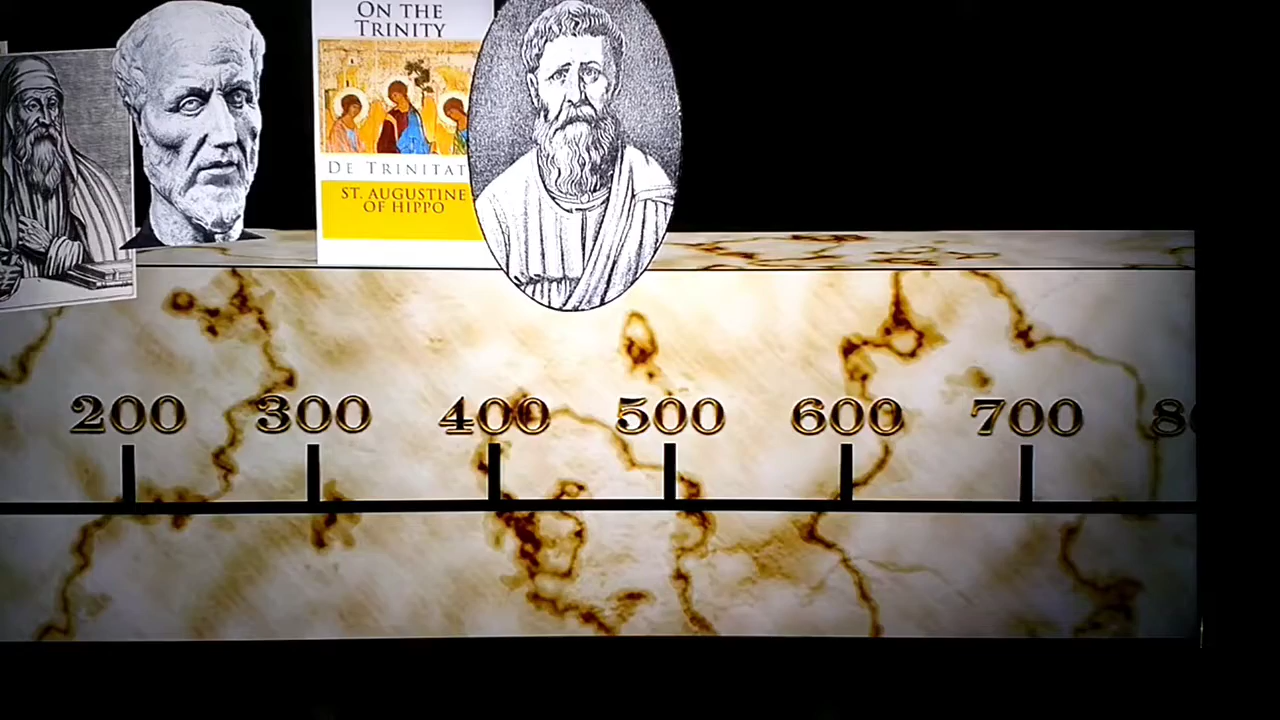 ON THE
TRINITY
DE TRINITAT
ST. AUGUSTINE
OF HIPPO
200 300 400 500 600 700